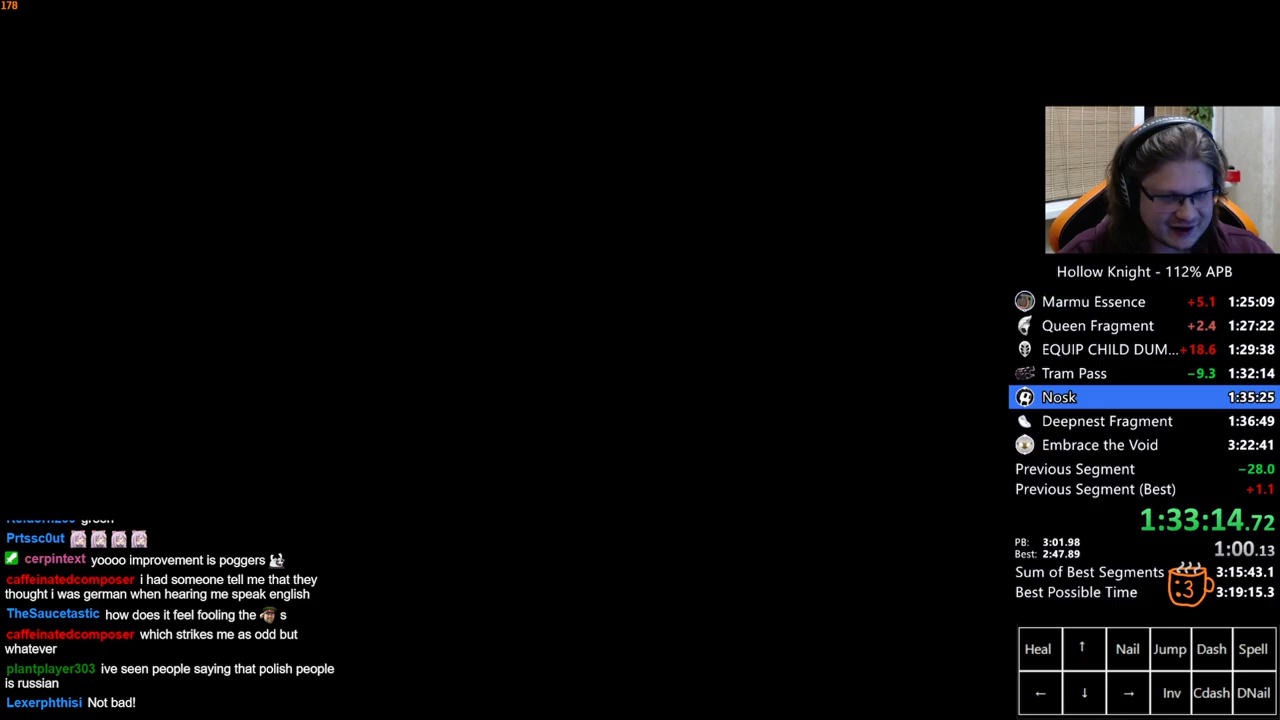 178
Hollow Knight - 112% APB
Marmu Essence +5.1 1:25:09
Queen Fragment +2.4 1:27:22
EQUIP CHILD DUM... +18.6 1:29:38
Tram Pass −9.3 1:32:14
Nosk 1:35:25
Deepnest Fragment 1:36:49
Embrace the Void 3:22:41
Previous Segment −28.0
Previous Segment (Best) +1.1
1:33:14.72
PB: 3:01.98
Best: 2:47.89
1:00.13
Sum of Best Segments 3:15:43.1
Best Possible Time 3:19:15.3
Heal ↑ Nail Jump Dash Spell
← ↓ → Inv Cdash DNail
Prtssc0ut
cerpintext yoooo improvement is poggers
caffeinatedcomposer i had someone tell me that they
thought i was german when hearing me speak english
TheSaucetastic how does it feel fooling the s
caffeinatedcomposer which strikes me as odd but
whatever
plantplayer303 ive seen people saying that polish people
is russian
Lexerphthisi Not bad!